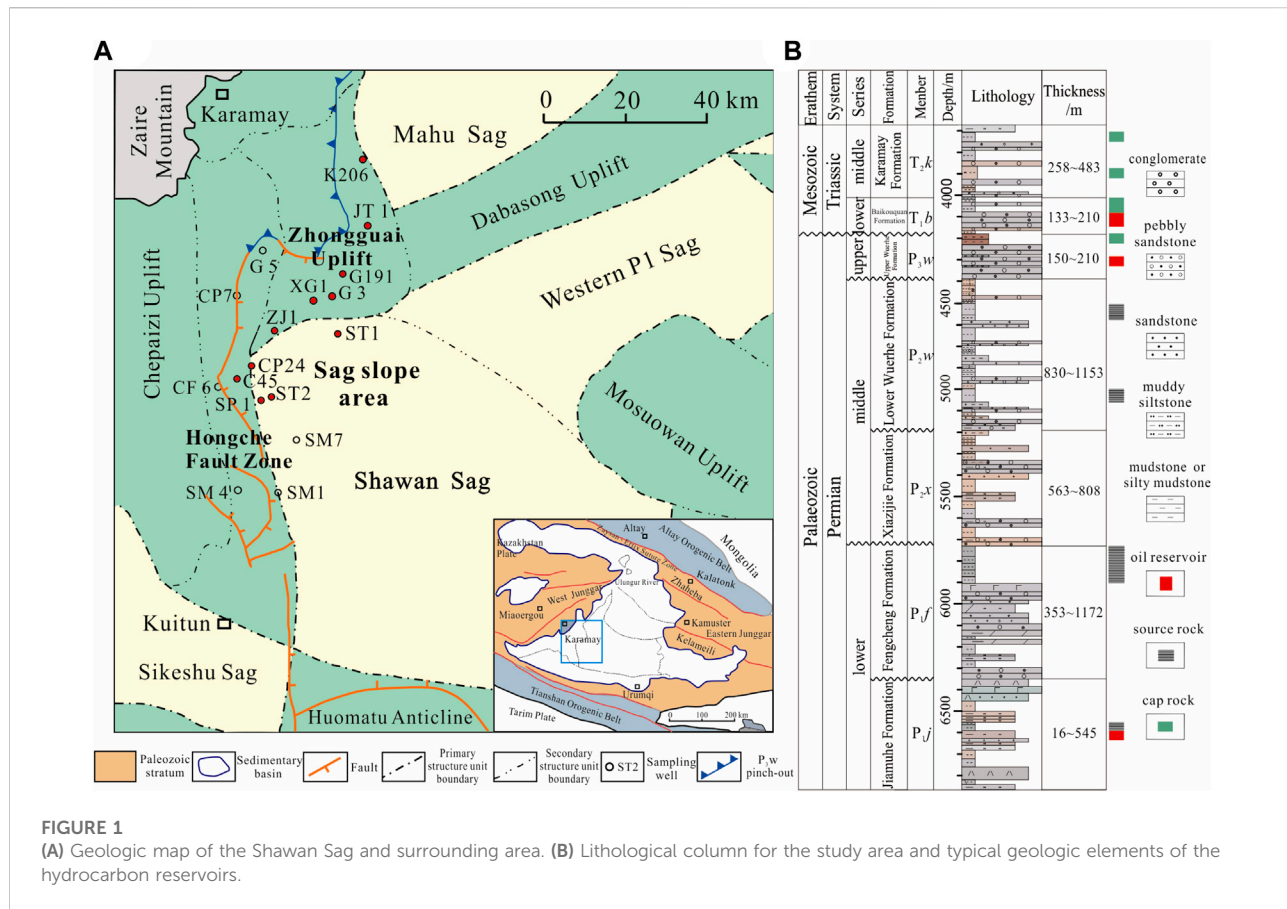 A
Zaire
Mountain
Karamay
0 20 40 km
Mahu Sag
K206
Dabasong Uplift
JT 1
Zhongguai
Uplift
G 5
G191
XG1
G 3
Western P1 Sag
CP7
Chepaizi Uplift
ZJ1
ST1
CP24
Sag slope
area
C45
CF 6
ST2
SP 1
Mosuowan Uplift
Hongche
Fault Zone
SM7
SM 4
SM1
Shawan Sag
Kuitun
Sikeshu Sag
Huomatu Anticline
Altay
Altay Orogenic Belt
Mongolia
Kazakhstan
Plate
Ulungur River
Kalatonk
Zhaheba
West Junggar
Miaoergou
Karamay
Kamuster
Eastern Junggar
Kelameili
Urumqi
Tianshan Orogenic Belt
Tarim Plate
0 100 200 km
Paleozoic
stratum
Sedimentary
basin
Fault
Primary
structure unit
boundary
Secondary
structure unit
boundary
ST2
Sampling
well
P3w
pinch-out
B
Erathem
System
Series
Formation
Menber
Depth/m
Lithology
Thickness
/m
Mesozoic
Palaeozoic
Triassic
Permian
middle
lower
upper
middle
lower
Karamay
Formation
T2k
258~483
4000
Baikouquan
Formation
T1b
133~210
Upper Wuerhe Formation
P3w
150~210
4500
Lower Wuerhe Formation
P2w
830~1153
5000
Xiazijie Formation
P2x
563~808
5500
Fengcheng Formation
P1f
353~1172
6000
Jiamuhe Formation
P1j
16~545
6500
conglomerate
pebbly
sandstone
sandstone
muddy
siltstone
mudstone or
silty mudstone
oil reservoir
source rock
cap rock
FIGURE 1
(A) Geologic map of the Shawan Sag and surrounding area. (B) Lithological column for the study area and typical geologic elements of the
hydrocarbon reservoirs.